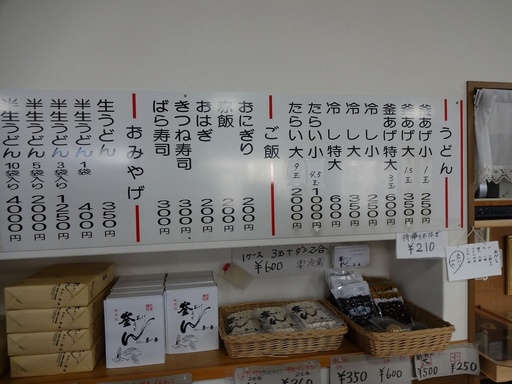 うどん
釜あげ小 1玉 250円
釜あげ大 1.5玉 350円
釜あげ特大 3玉 600円
冷し小 250円
冷し大 350円
冷し特大 600円
たらい小 4.5玉 1000円
たらい大 9玉 2000円
ご飯
おにぎり 200円
赤飯 200円
おはぎ 200円
きつね寿司 300円
ばら寿司 300円
おみやげ
生うどん 350円
半生うどん 1袋 400円
半生うどん 3袋入り 1250円
半生うどん 5袋入り 2000円
半生うどん 10袋入り 4000円
¥210
1ケース
¥600
¥350
¥600
¥500
¥250